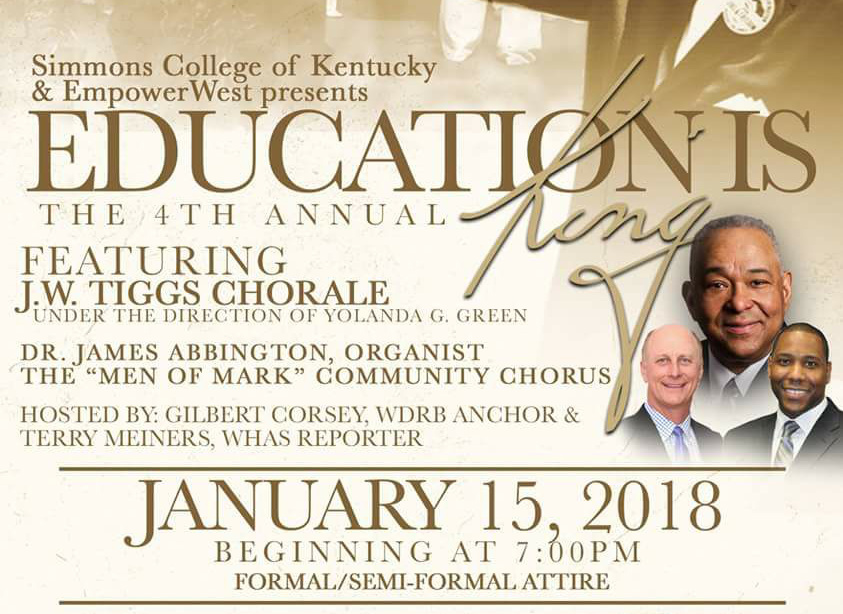 Simmons College of Kentucky
& EmpowerWest presents
EDUCATION IS
King
THE 4TH ANNUAL
FEATURING
J.W. TIGGS CHORALE
UNDER THE DIRECTION OF YOLANDA G. GREEN
DR. JAMES ABBINGTON, ORGANIST
THE “MEN OF MARK” COMMUNITY CHORUS
HOSTED BY: GILBERT CORSEY, WDRB ANCHOR &
TERRY MEINERS, WHAS REPORTER
JANUARY 15, 2018
BEGINNING AT 7:00PM
FORMAL/SEMI-FORMAL ATTIRE